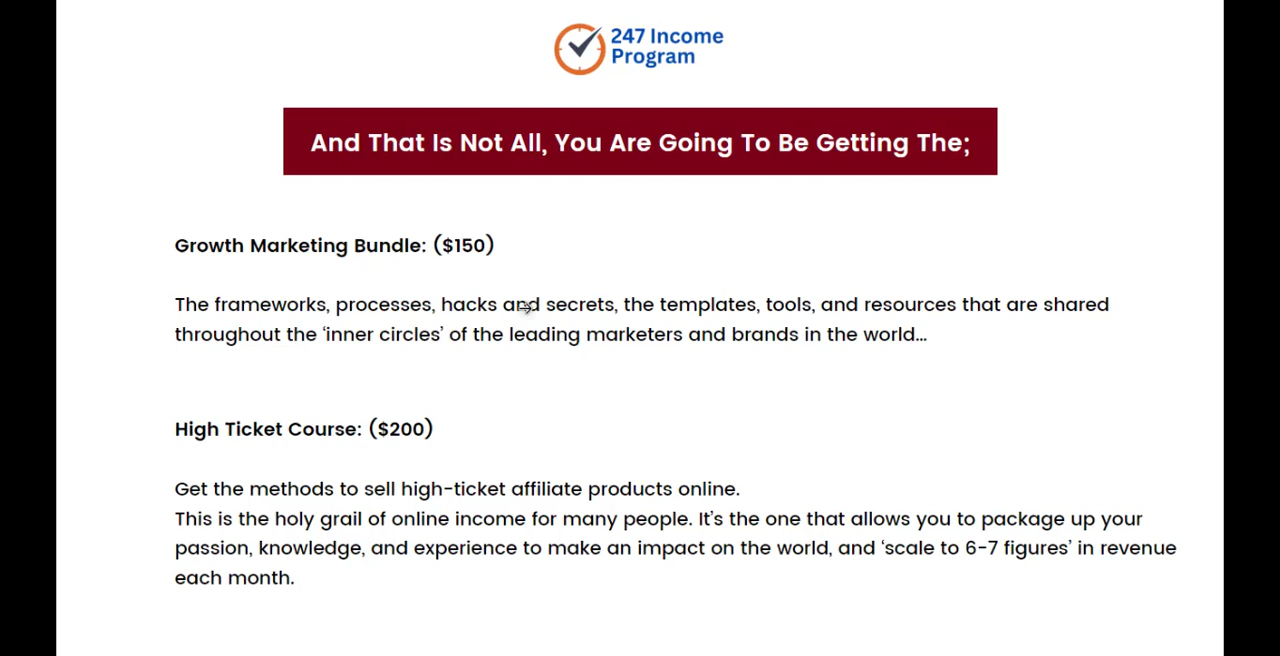 247 Income
Program
And That Is Not All, You Are Going To Be Getting The;
Growth Marketing Bundle: ($150)
The frameworks, processes, hacks and secrets, the templates, tools, and resources that are shared
throughout the ‘inner circles’ of the leading marketers and brands in the world...
High Ticket Course: ($200)
Get the methods to sell high-ticket affiliate products online.
This is the holy grail of online income for many people. It’s the one that allows you to package up your
passion, knowledge, and experience to make an impact on the world, and ‘scale to 6-7 figures’ in revenue
each month.